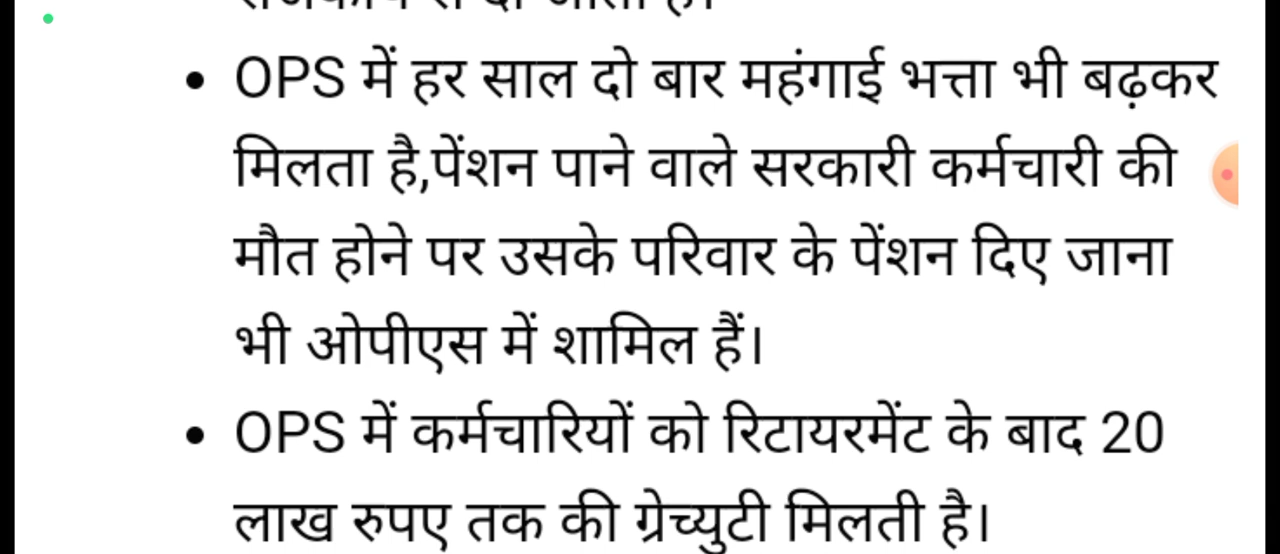 • OPS में हर साल दो बार महंगाई भत्ता भी बढ़कर
मिलता है,पेंशन पाने वाले सरकारी कर्मचारी की
मौत होने पर उसके परिवार के पेंशन दिए जाना
भी ओपीएस में शामिल हैं।
• OPS में कर्मचारियों को रिटायरमेंट के बाद 20
लाख रुपए तक की ग्रेच्युटी मिलती है।